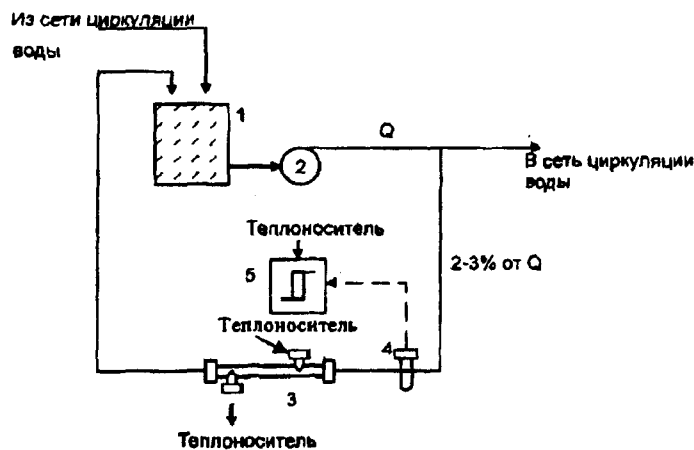 Из сети циркуляции
воды
1
Q
2
В сеть циркуляции
воды
Теплоноситель
5
2-3% от Q
Теплоноситель
4
3
Теплоноситель